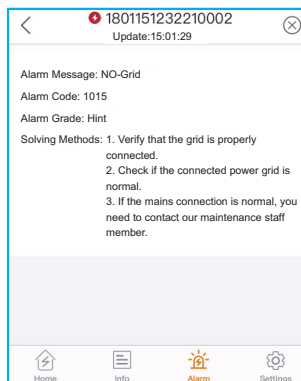 1801151232210002
Update:15:01:29
Alarm Message: NO-Grid
Alarm Code: 1015
Alarm Grade: Hint
Solving Methods: 1. Verify that the grid is properly
connected.
2. Check if the connected power grid is
normal.
3. If the mains connection is normal, you
need to contact our maintenance staff
member.
Home Info Alarm Settings